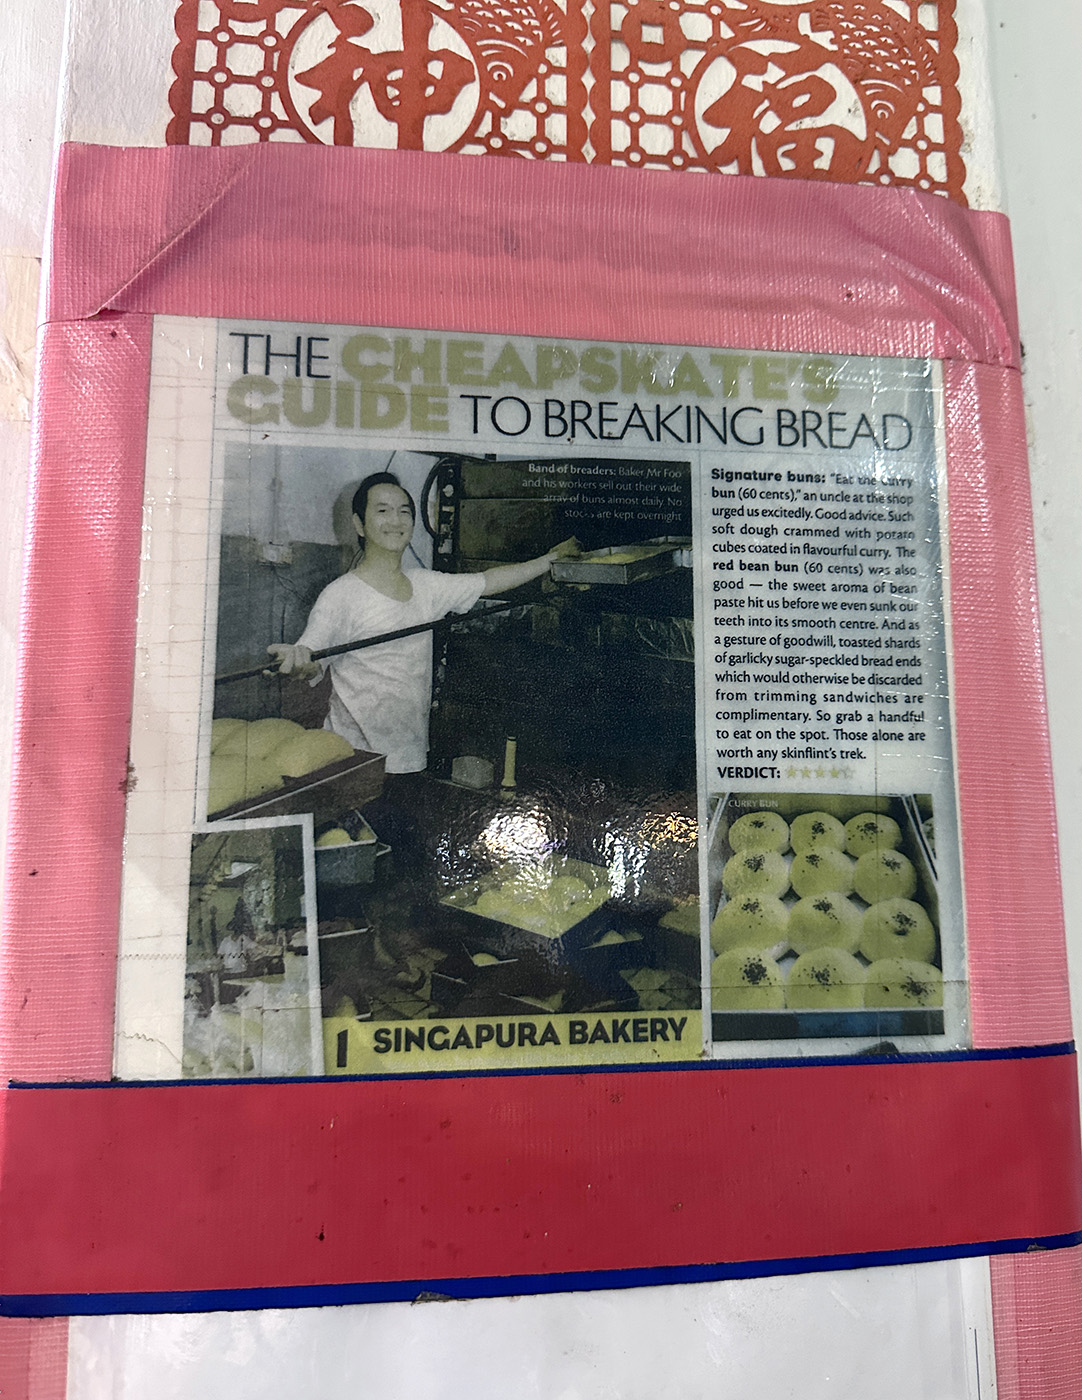 神 福
THE CHEAPSKATE'S
GUIDE TO BREAKING BREAD
Band of breaders: Baker Mr Foo
and his workers sell out their wide
array of buns almost daily. No
stocks are kept overnight
Signature buns: "Eat the curry
bun (60 cents)," an uncle at the shop
urged us excitedly. Good advice. Such
soft dough crammed with potato
cubes coated in flavourful curry. The
red bean bun (60 cents) was also
good — the sweet aroma of bean
paste hit us before we even sunk our
teeth into its smooth centre. And as
a gesture of goodwill, toasted shards
of garlicky sugar-speckled bread ends
which would otherwise be discarded
from trimming sandwiches are
complimentary. So grab a handful
to eat on the spot. Those alone are
worth any skinflint's trek.
VERDICT:
CURRY BUN
1 SINGAPURA BAKERY